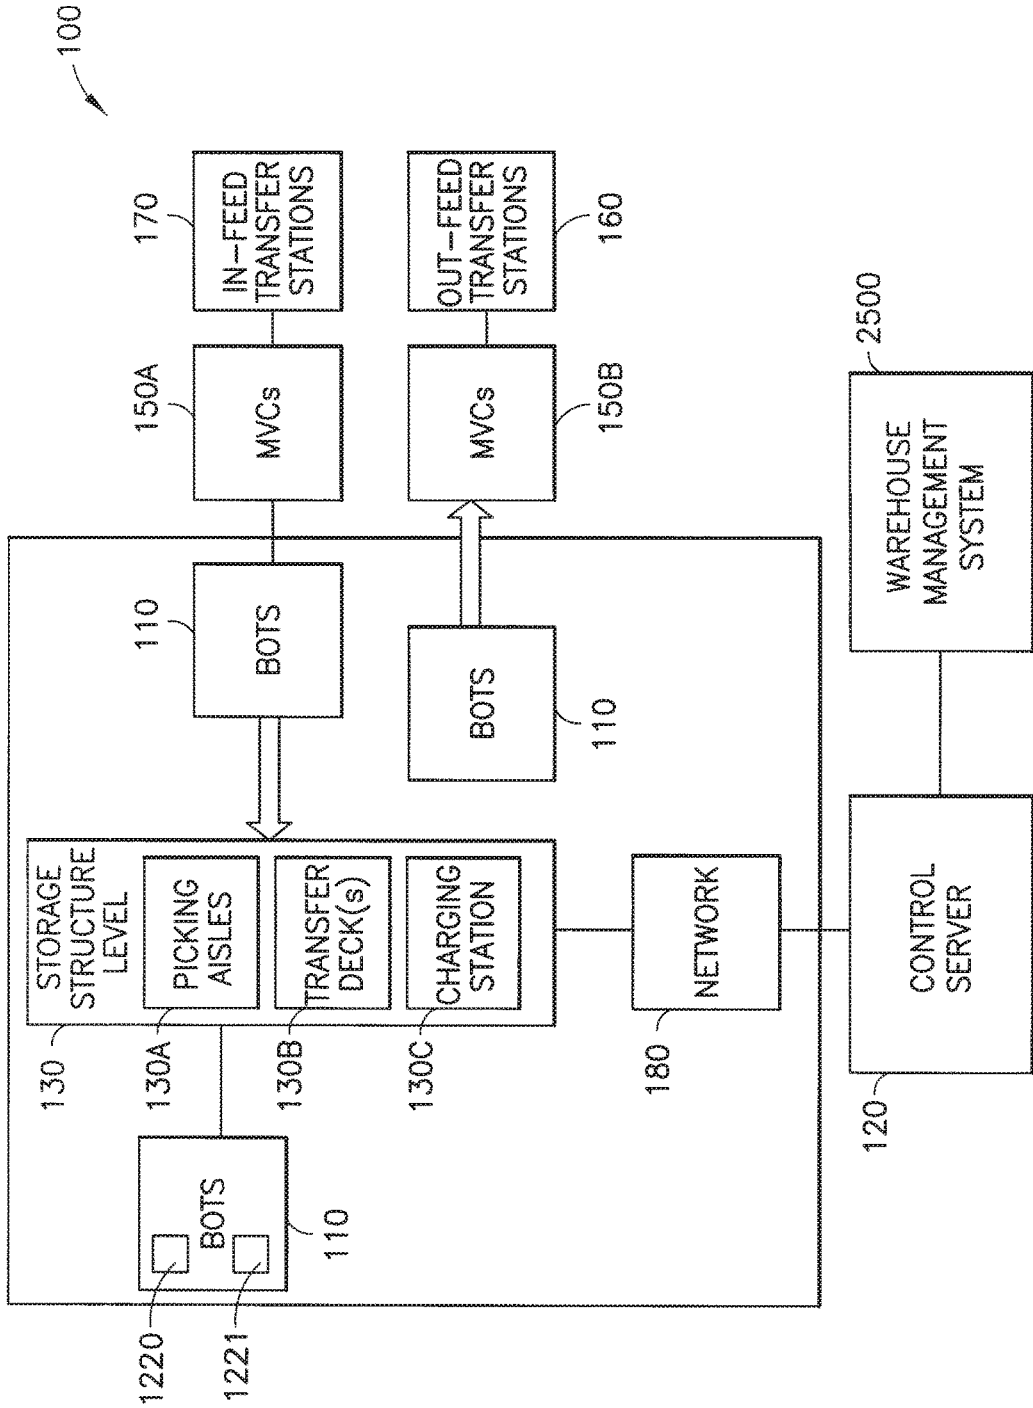 100
170
IN-FEED
TRANSFER
STATIONS
OUT-FEED
TRANSFER
STATIONS
160
150A
MVCs
MVCs
150B
2500
WAREHOUSE
MANAGEMENT
SYSTEM
110
BOTS
BOTS
110
STORAGE
STRUCTURE
LEVEL
130
PICKING
AISLES
130A
TRANSFER
DECK(s)
130B
CHARGING
STATION
130C
NETWORK
180
CONTROL
SERVER
120
BOTS
110
1220
1221